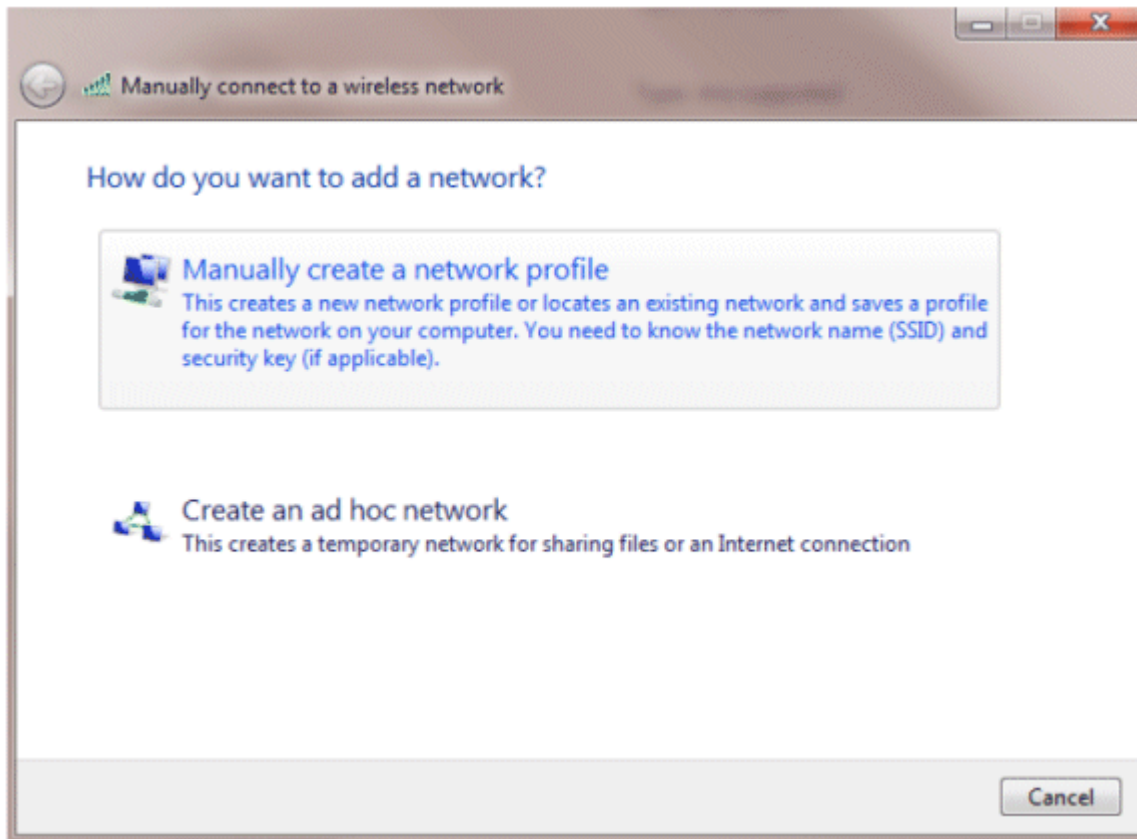 Manually connect to a wireless network
How do you want to add a network?
Manually create a network profile
This creates a new network profile or locates an existing network and saves a profile
for the network on your computer. You need to know the network name (SSID) and
security key (if applicable).
Create an ad hoc network
This creates a temporary network for sharing files or an Internet connection
Cancel